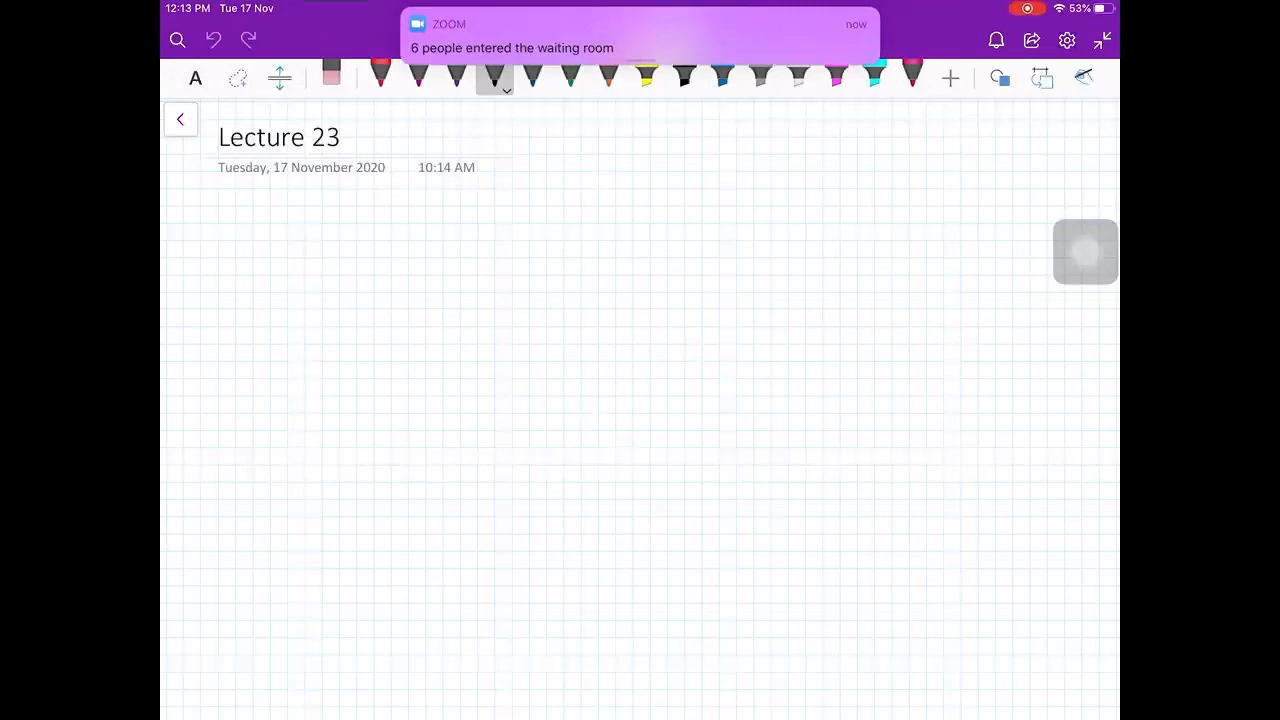 12:13 PM Tue 17 Nov
53%
ZOOM
now
6 people entered the waiting room
A
Lecture 23
Tuesday, 17 November 2020 10:14 AM